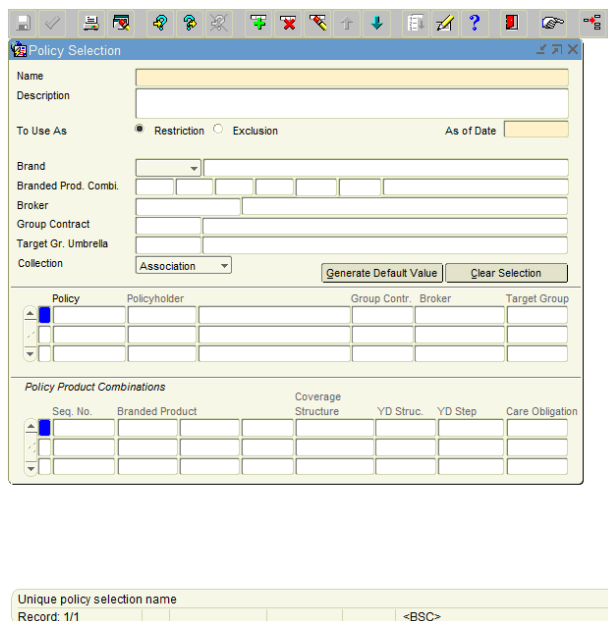 Policy Selection
Name
Description
To Use As Restriction Exclusion As of Date
Brand
Branded Prod. Combi.
Broker
Group Contract
Target Gr. Umbrella
Collection Association Generate Default Value Clear Selection
Policy Policyholder Group Contr. Broker Target Group
Policy Product Combinations
Coverage
Seq. No. Branded Product Structure YD Struc. YD Step Care Obligation
Unique policy selection name
Record: 1/1 <BSC>